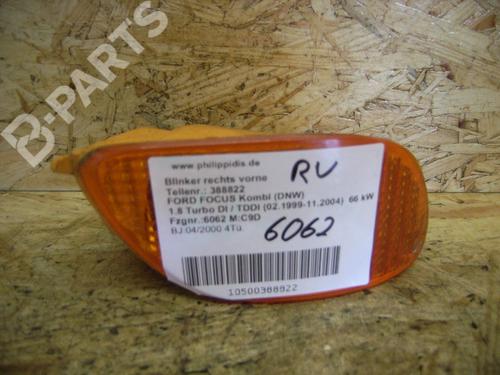 B-PARTS
www.philippidis.de
Blinker rechts vorne
Teilenr.: 388822
FORD FOCUS Kombi (DNW)
1.8 Turbo DI / TDDI (02.1999-11.2004) 66 kW
Fzgnr.:6062 M:C9D
BJ:04/2000 4Tü.
RV
6062
10500388822